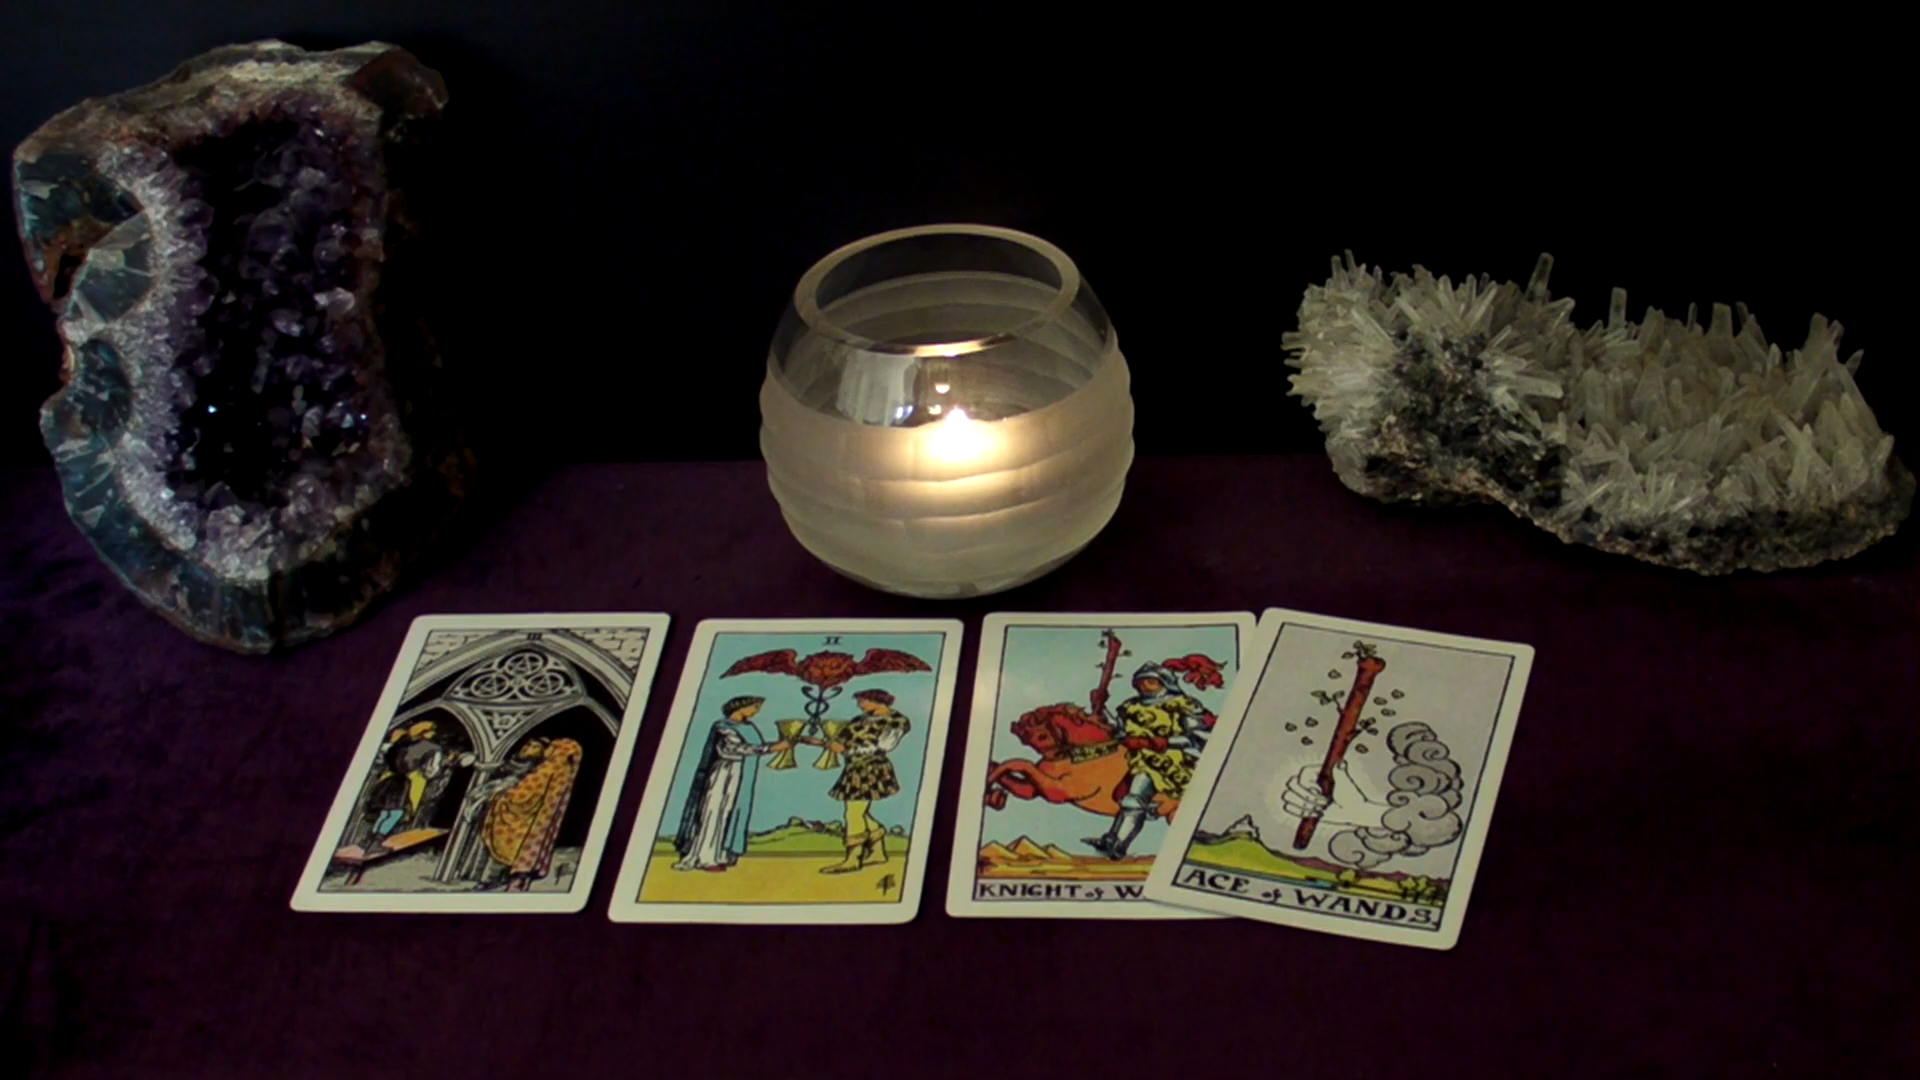 III
II
KNIGHT of W
ACE of WANDS.